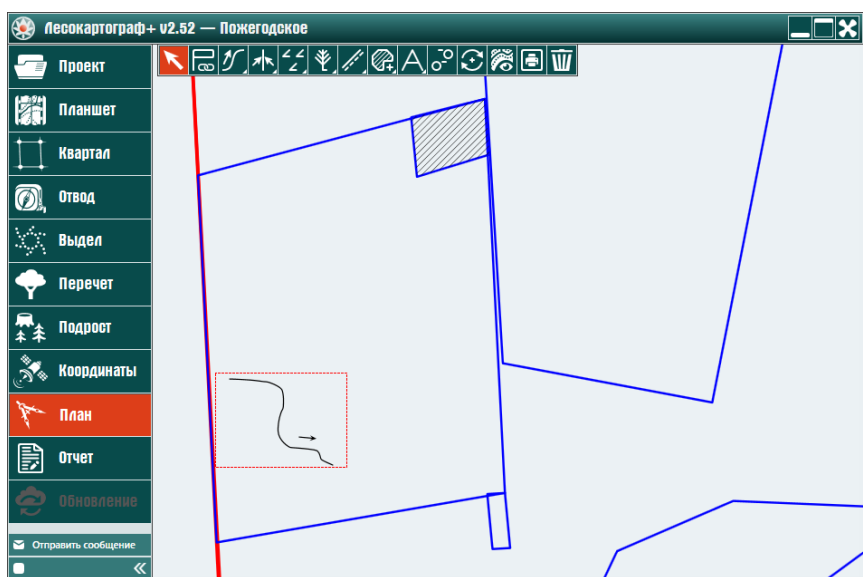 Лесокартограф+ v2.52 — Пожегодское
Проект
Планшет
Квартал
Отвод
Выдел
Перечет
Подрост
Координаты
План
Отчет
Обновление
Отправить сообщение